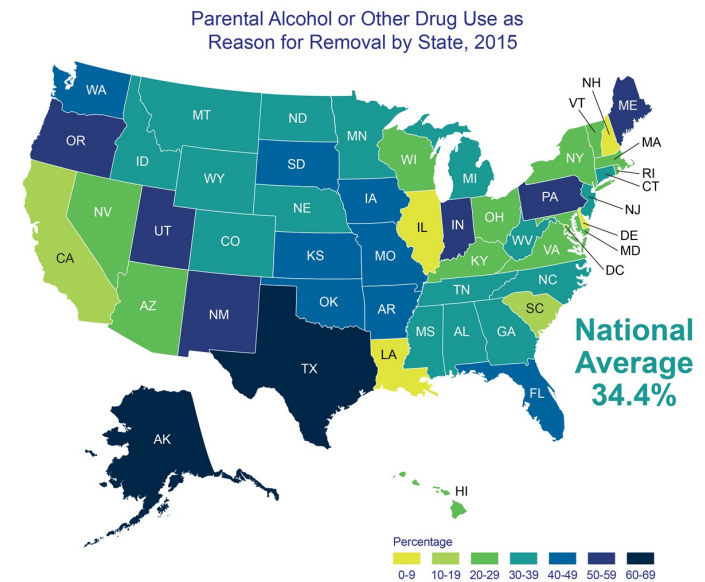 Parental Alcohol or Other Drug Use as
Reason for Removal by State, 2015
WA
MT
ND
MN
OR
ID
WY
SD
WI
MI
NY
VT
NH
ME
MA
RI
CT
NJ
DE
MD
DC
PA
NV
UT
CO
NE
IA
IL
IN
OH
WV
VA
KY
CA
AZ
NM
KS
MO
OK
AR
TN
NC
SC
MS
AL
GA
LA
TX
FL
AK
HI
National
Average
34.4%
Percentage
0-9 10-19 20-29 30-39 40-49 50-59 60-69